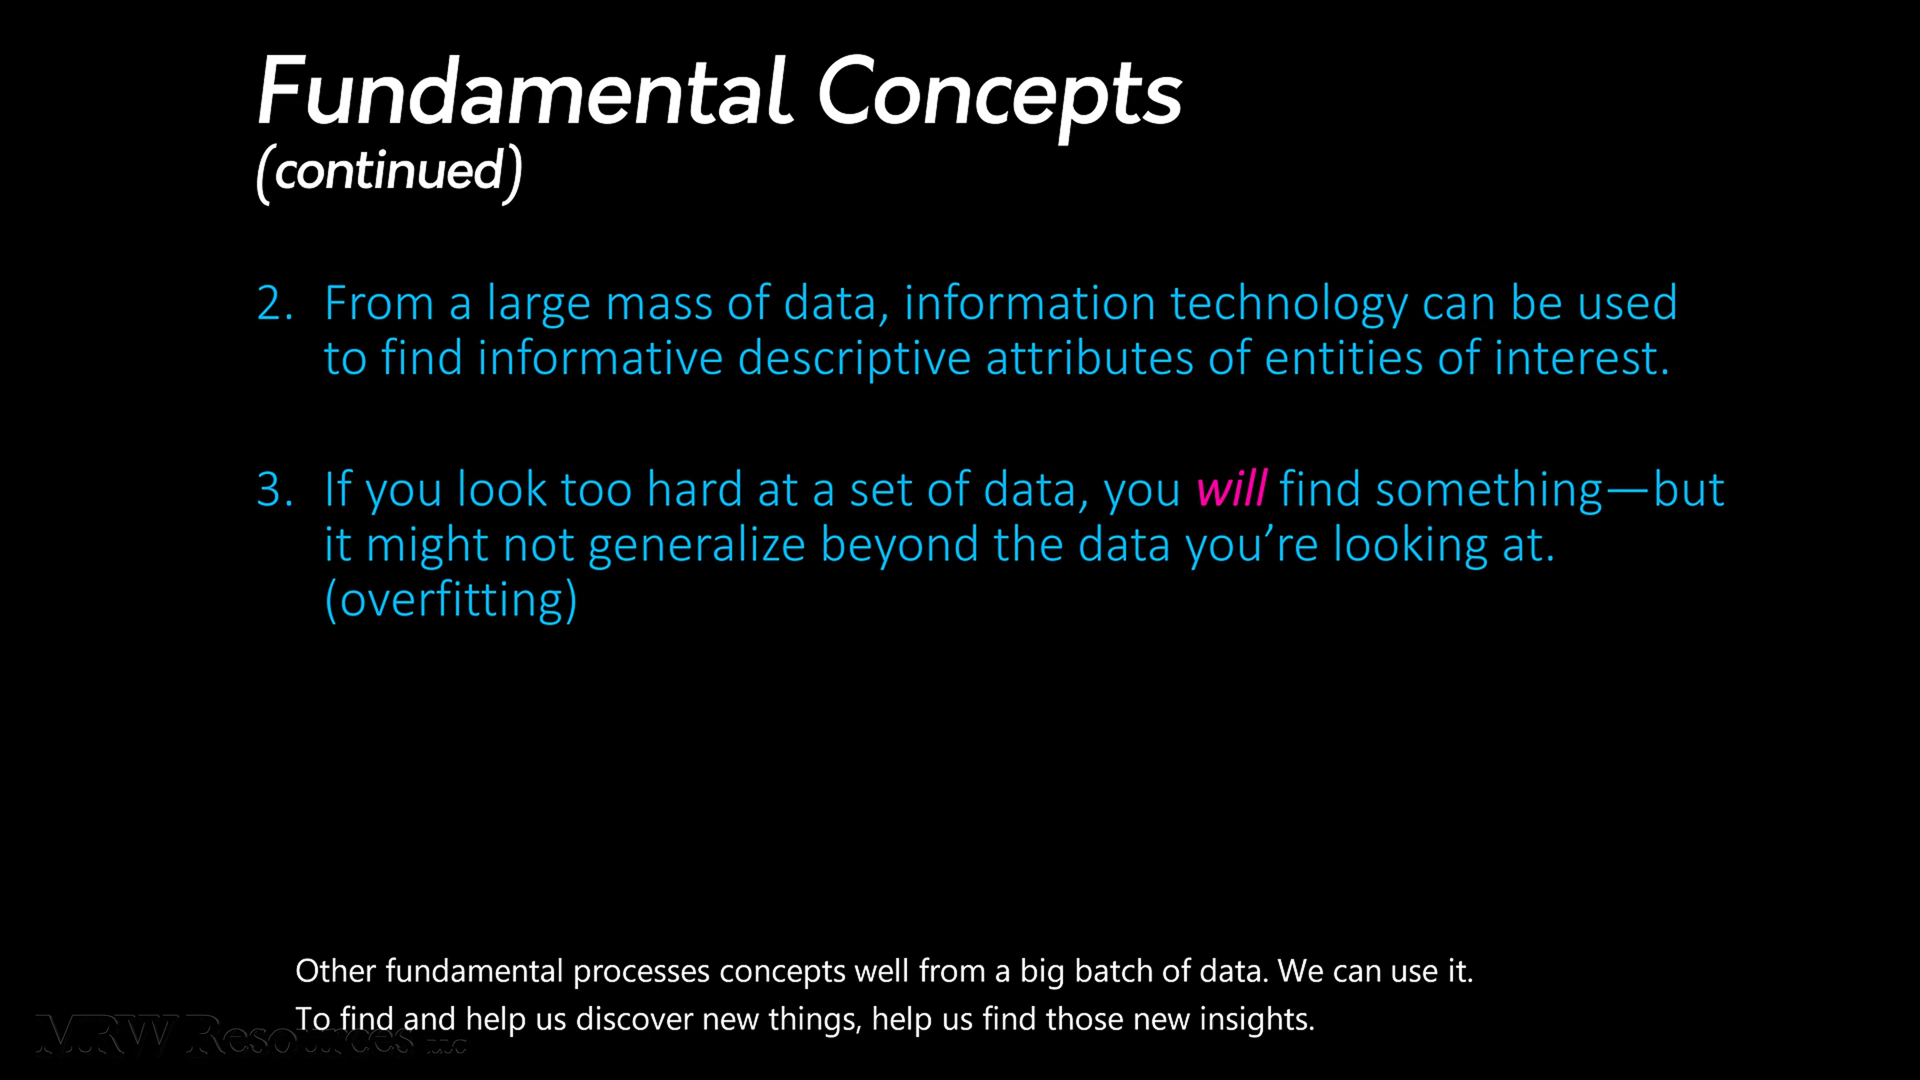 Fundamental Concepts
(continued)
2. From a large mass of data, information technology can be used
to find informative descriptive attributes of entities of interest.
3. If you look too hard at a set of data, you will find something—but
it might not generalize beyond the data you’re looking at.
(overfitting)
Other fundamental processes concepts well from a big batch of data. We can use it.
To find and help us discover new things, help us find those new insights.
MRW Resources LLC